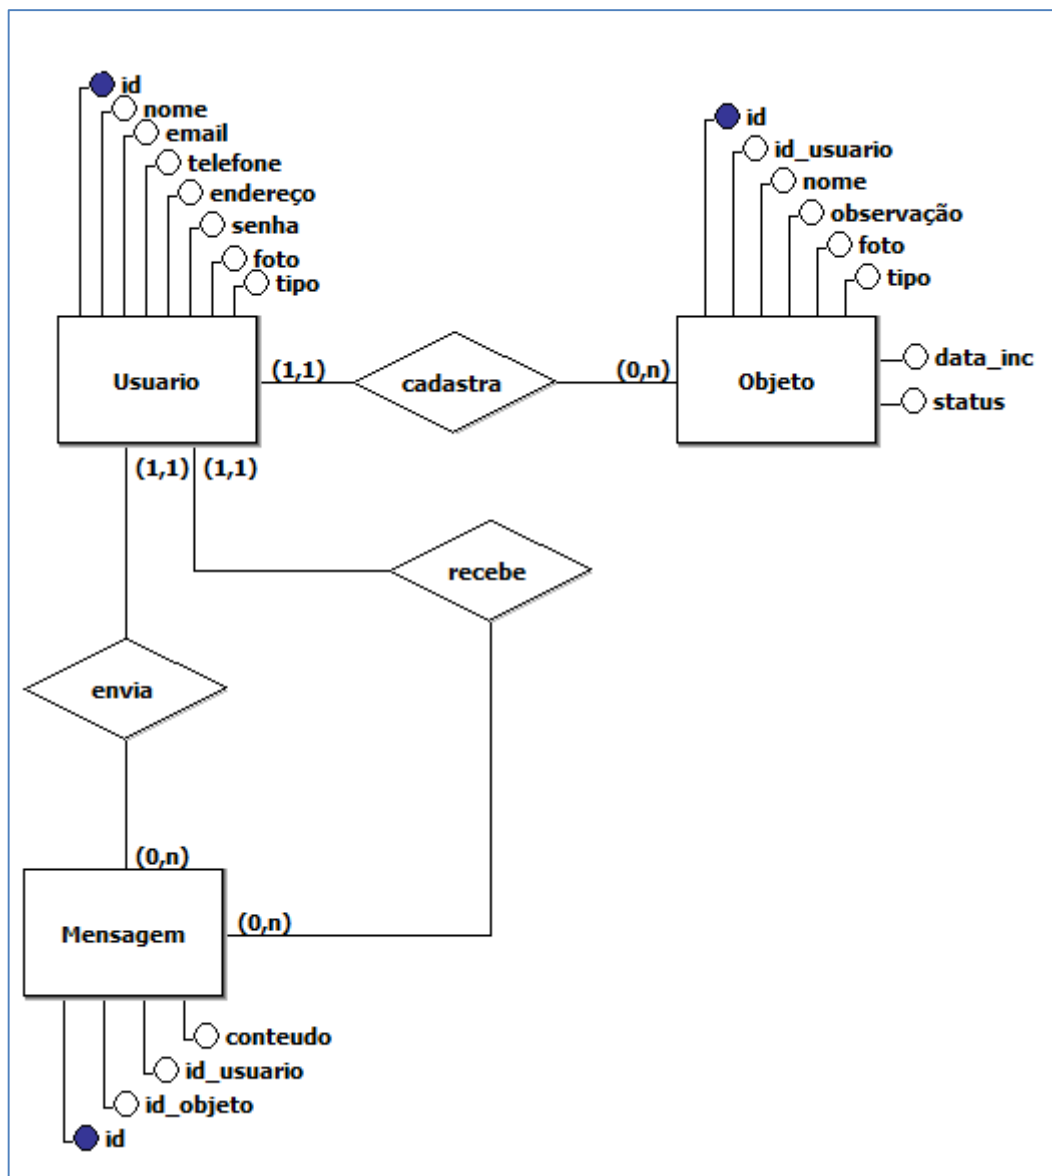 id
nome
email
telefone
endereço
senha
foto
tipo
id
id_usuario
nome
observação
foto
tipo
Usuario
(1,1)
cadastra
(0,n)
Objeto
data_inc
status
(1,1)
(1,1)
recebe
envia
(0,n)
Mensagem
(0,n)
conteudo
id_usuario
id_objeto
id